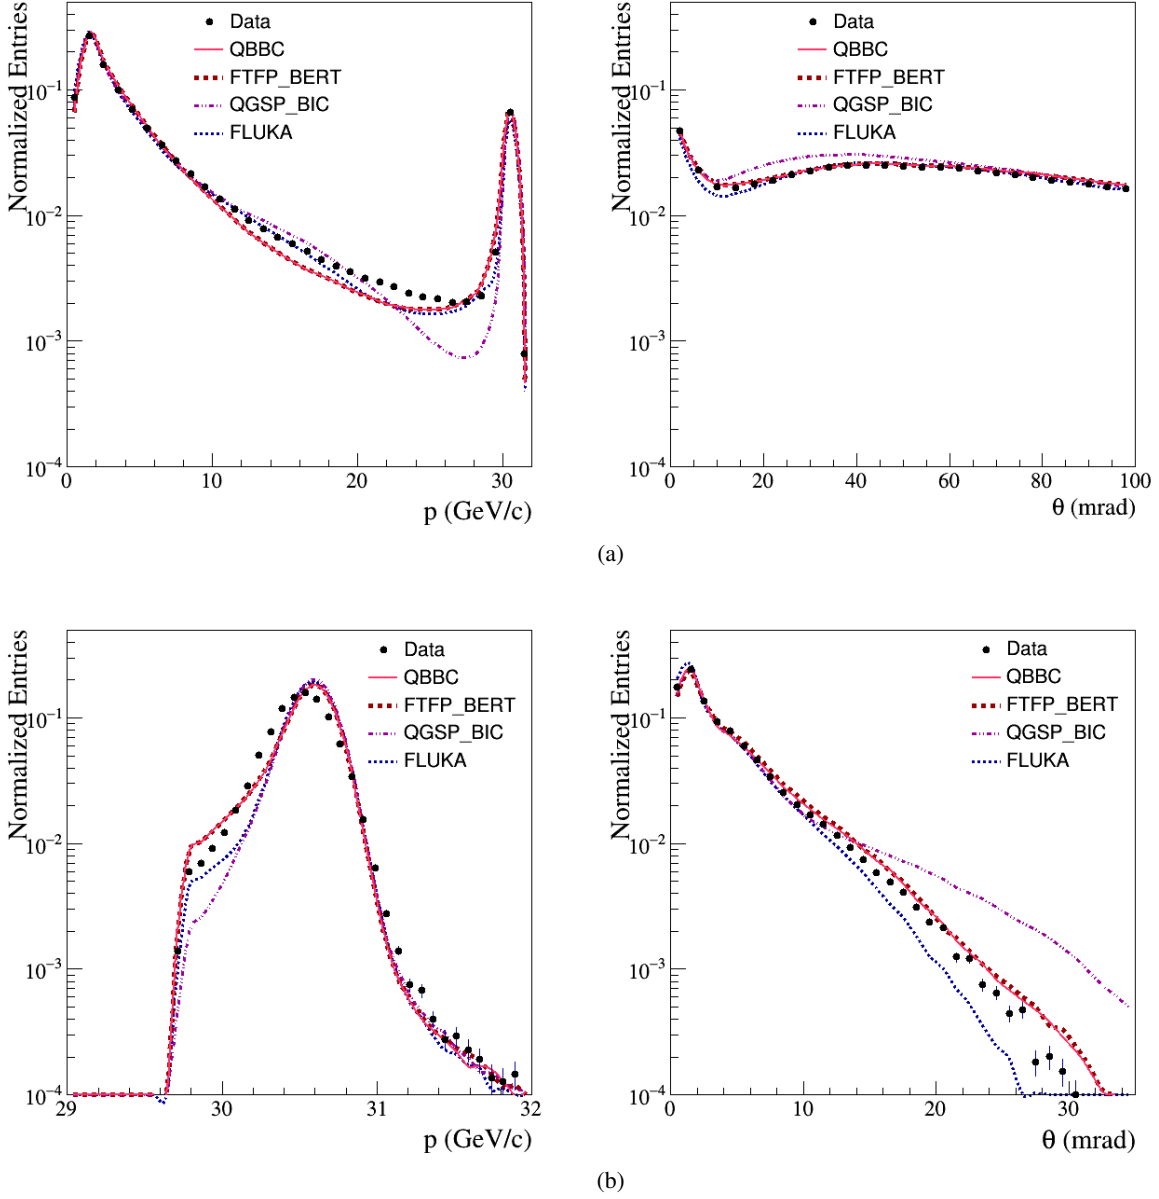 Normalized Entries
Data
QBBC
FTFP_BERT
QGSP_BIC
FLUKA
10⁻¹
10⁻²
10⁻³
10⁻⁴
0 10 20 30
p (GeV/c)
Normalized Entries
Data
QBBC
FTFP_BERT
QGSP_BIC
FLUKA
10⁻¹
10⁻²
10⁻³
10⁻⁴
0 20 40 60 80 100
θ (mrad)
(a)
Normalized Entries
Data
QBBC
FTFP_BERT
QGSP_BIC
FLUKA
10⁻¹
10⁻²
10⁻³
10⁻⁴
29 30 31 32
p (GeV/c)
Normalized Entries
Data
QBBC
FTFP_BERT
QGSP_BIC
FLUKA
10⁻¹
10⁻²
10⁻³
10⁻⁴
0 10 20 30
θ (mrad)
(b)